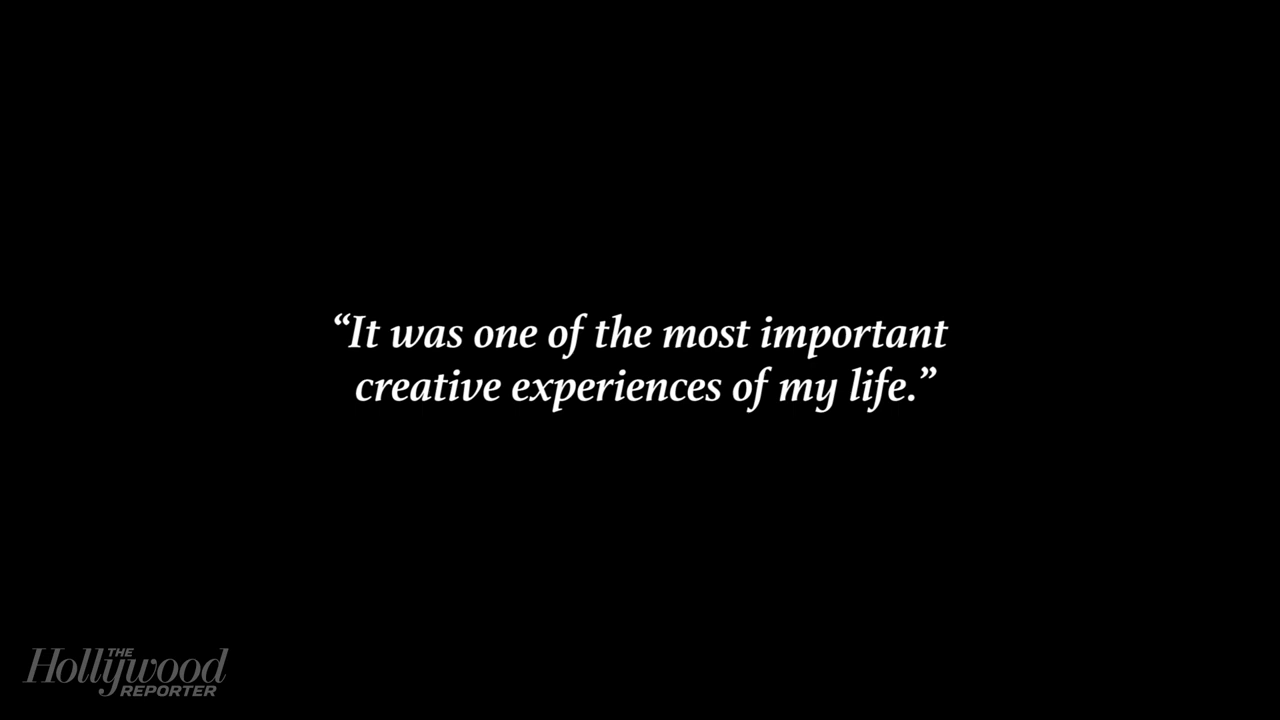 “It was one of the most important
creative experiences of my life.”
THE
Hollywood
REPORTER